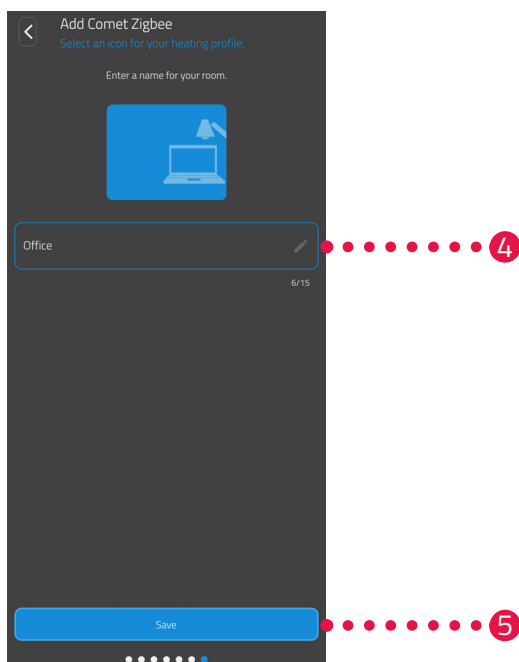 Add Comet Zigbee
Select an icon for your heating profile.
Enter a name for your room.
Office
4
6/15
Save
5